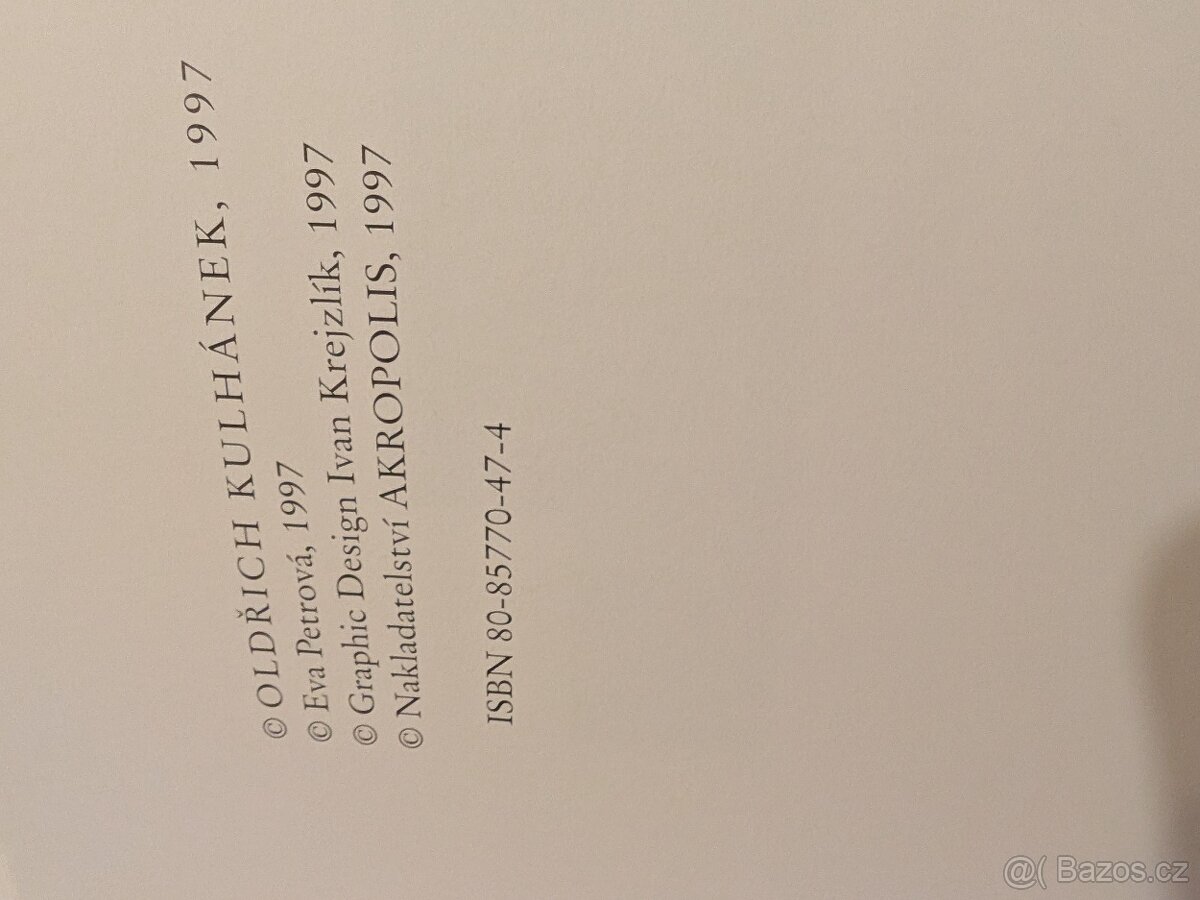 © OLDŘICH KULHÁNEK, 1997
© Eva Petrová, 1997
© Graphic Design Ivan Krejzlík, 1997
© Nakladatelství AKROPOLIS, 1997
ISBN 80-85770-47-4
@( Bazos.cz